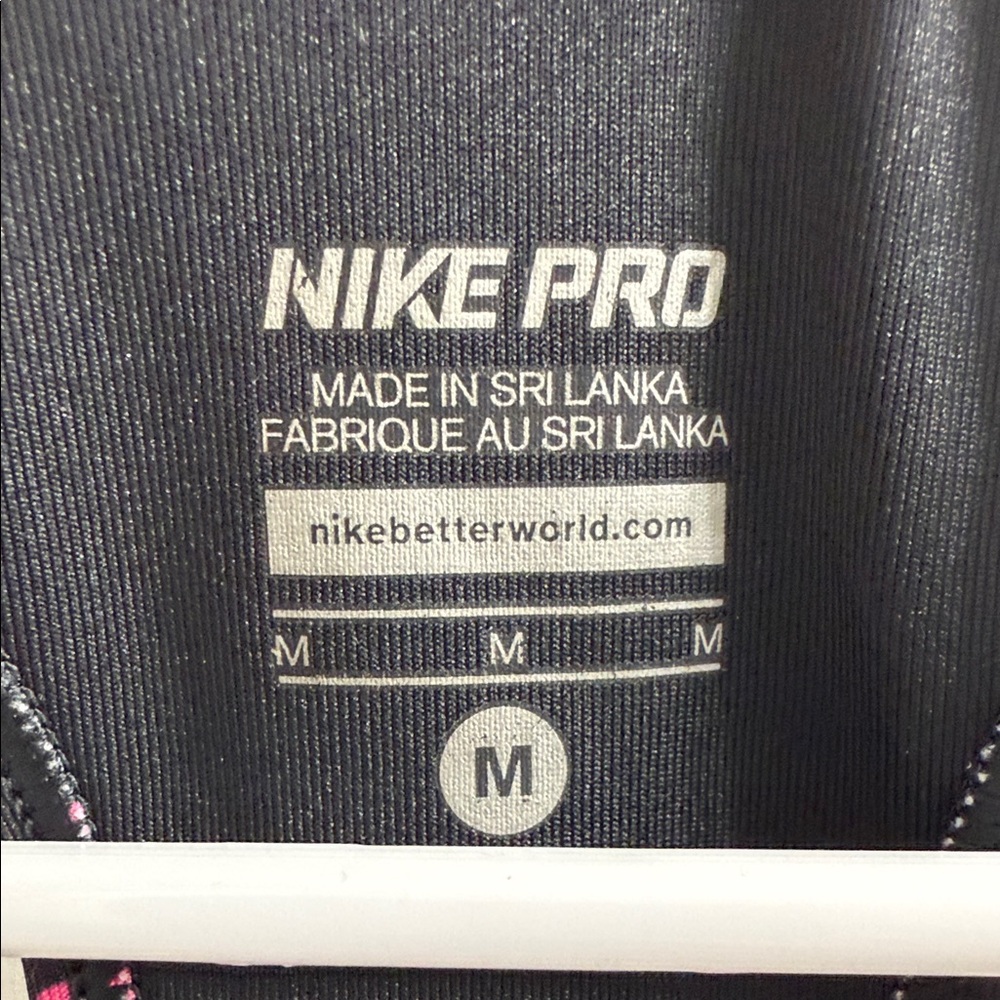 NIKE PRO
MADE IN SRI LANKA
FABRIQUE AU SRI LANKA
nikebetterworld.com
M M M
M